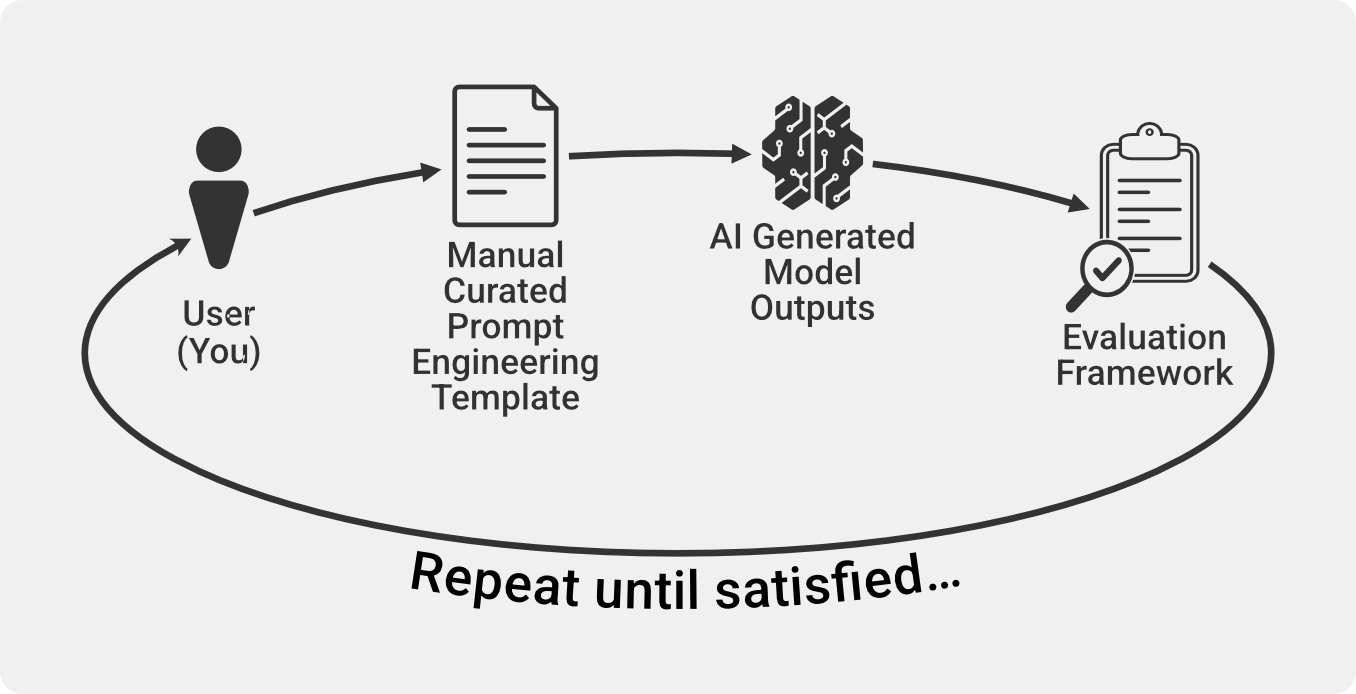 User
(You)
Manual
Curated
Prompt
Engineering
Template
AI Generated
Model
Outputs
Evaluation
Framework
Repeat until satisfied...